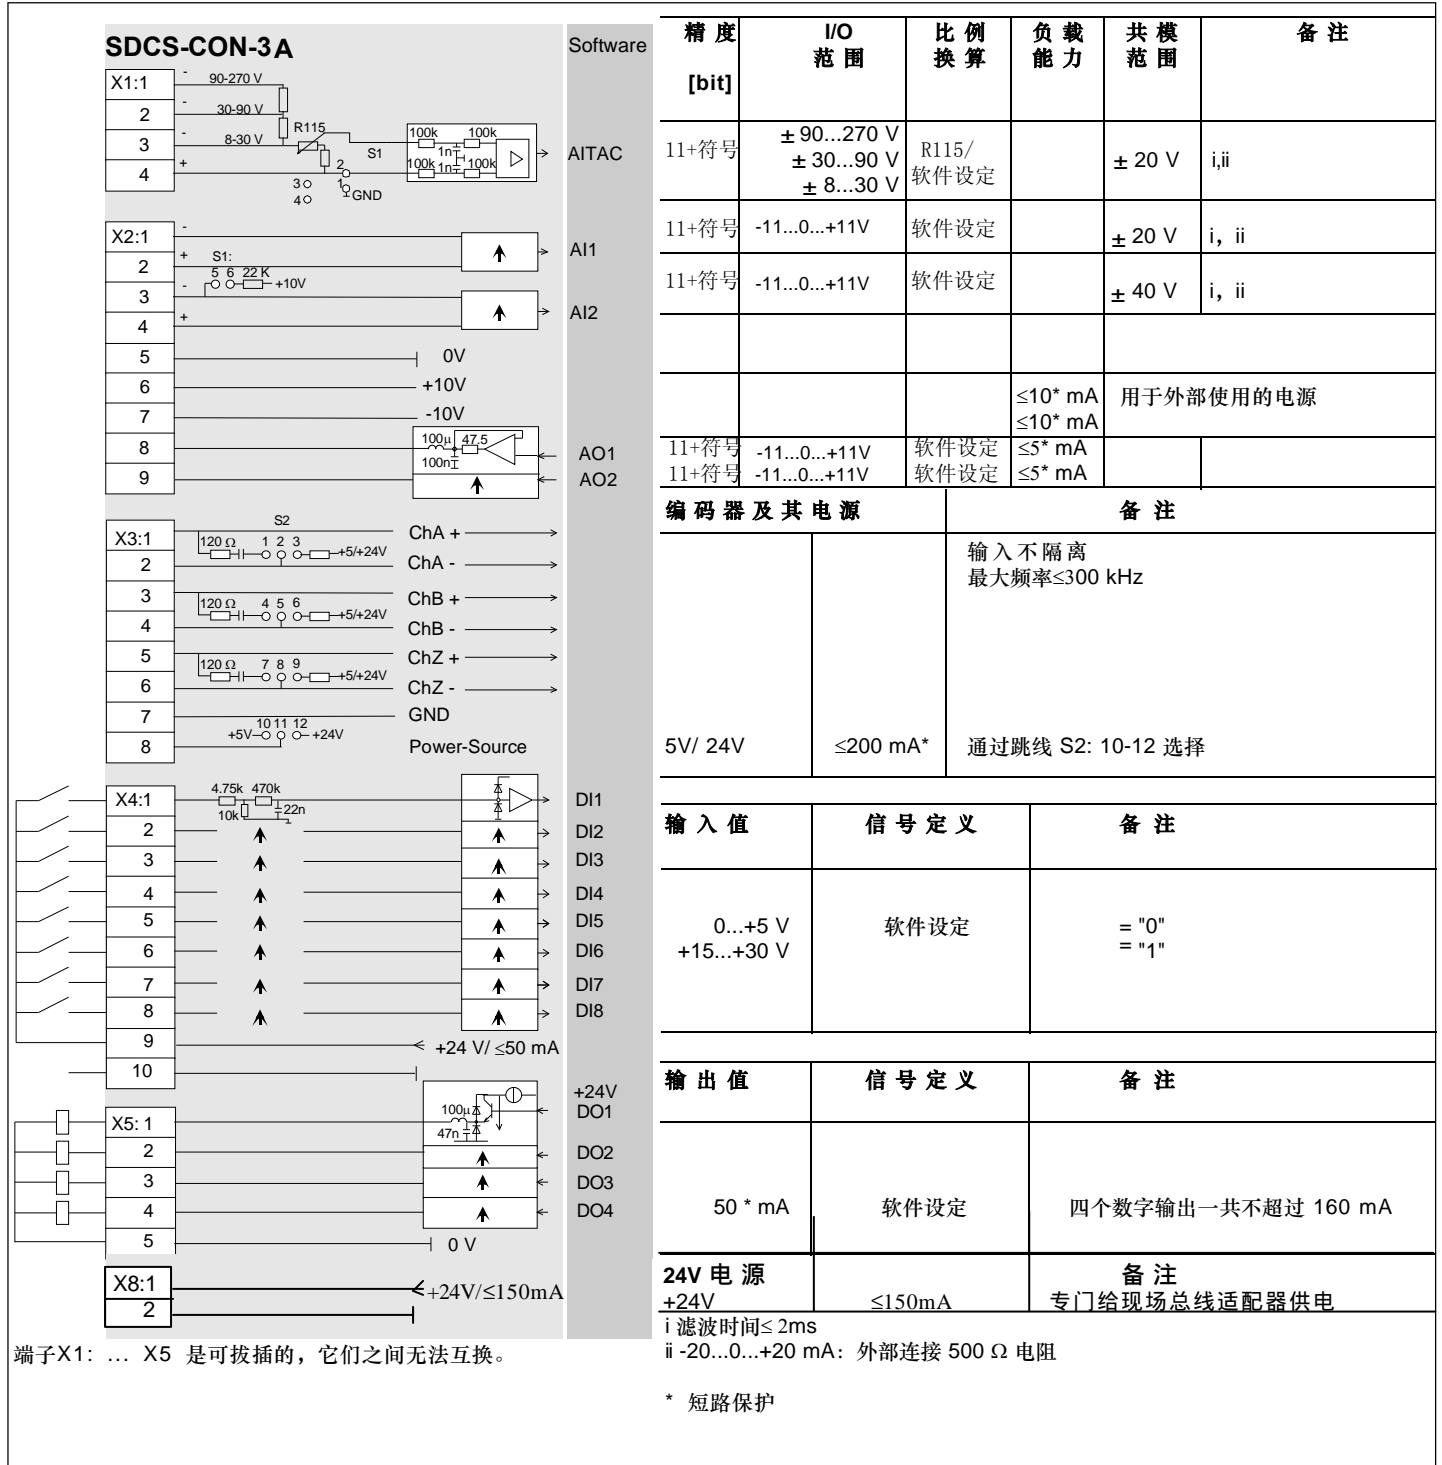 SDCS-CON-3A
Software
X1:1
2
3
4
-
-
-
+
90-270 V
30-90 V
8-30 V
R115
S1
2
1
3
4
GND
100k 100k
1n
100k 1n 100k
AITAC
X2:1
2
3
4
5
6
7
8
9
-
+
-
+
S1:
5 6 22 K
+10V
AI1
AI2
0V
+10V
-10V
100µ 47.5
100n
AO1
AO2
X3:1
2
3
4
5
6
7
8
S2
120 Ω 1 2 3
+5/+24V
120 Ω 4 5 6
+5/+24V
120 Ω 7 8 9
+5/+24V
10 11 12
+5V +24V
ChA +
ChA -
ChB +
ChB -
ChZ +
ChZ -
GND
Power-Source
X4:1
2
3
4
5
6
7
8
9
10
4.75k 470k
10k 22n
DI1
DI2
DI3
DI4
DI5
DI6
DI7
DI8
+24 V/ ≤50 mA
X5: 1
2
3
4
5
100µ
47n
+24V
DO1
DO2
DO3
DO4
0 V
X8:1
2
+24V/≤150mA
端子X1: ... X5 是可拔插的，它们之间无法互换。
精 度 I/O 比 例 负 载 共 模 备 注
范 围 换 算 能 力 范 围
[bit]
11+符号 ± 90...270 V R115/ ± 20 V i,ii
± 30...90 V 软件设定
± 8...30 V
11+符号 -11...0...+11V 软件设定 ± 20 V i, ii
11+符号 -11...0...+11V 软件设定 ± 40 V i, ii
≤10* mA 用于外部使用的电源
≤10* mA
11+符号 -11...0...+11V 软件设定 ≤5* mA
11+符号 -11...0...+11V 软件设定 ≤5* mA
编 码 器 及 其 电 源 备 注
输入不隔离
最大频率≤300 kHz
5V/ 24V ≤200 mA* 通过跳线 S2: 10-12 选择
输 入 值 信 号 定 义 备 注
0...+5 V 软件设定 = "0"
+15...+30 V = "1"
输 出 值 信 号 定 义 备 注
50 * mA 软件设定 四个数字输出一共不超过 160 mA
24V 电 源 备 注
+24V ≤150mA 专门给现场总线适配器供电
i 滤波时间≤ 2ms
ii -20...0...+20 mA: 外部连接 500 Ω 电阻
* 短路保护